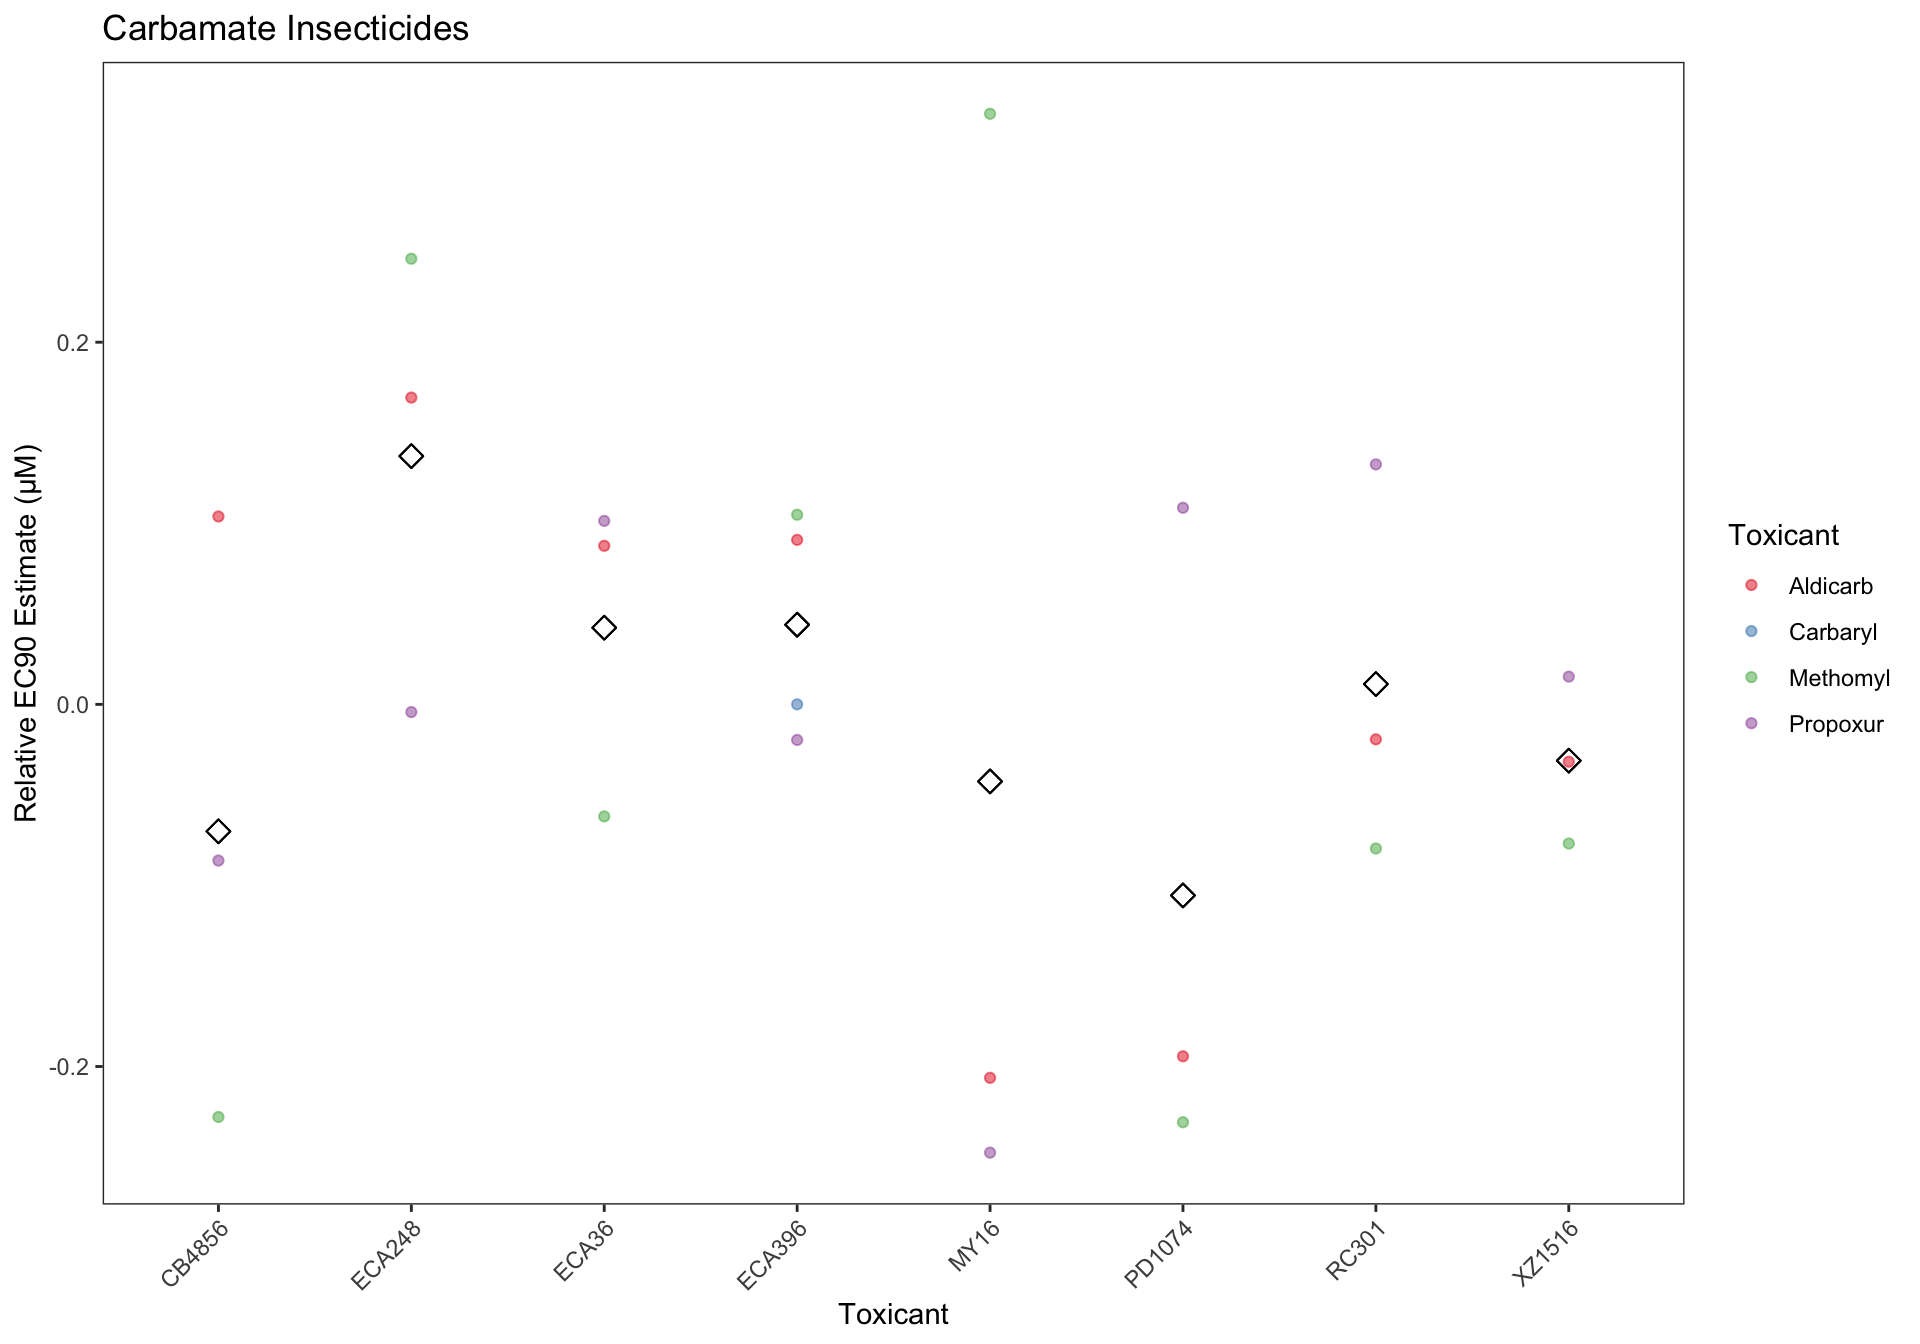 Carbamate Insecticides
Relative EC90 Estimate (µM)
0.2
0.0
-0.2
CB4856
ECA248
ECA36
ECA396
MY16
PD1074
RC301
XZ1516
Toxicant
Toxicant
Aldicarb
Carbaryl
Methomyl
Propoxur